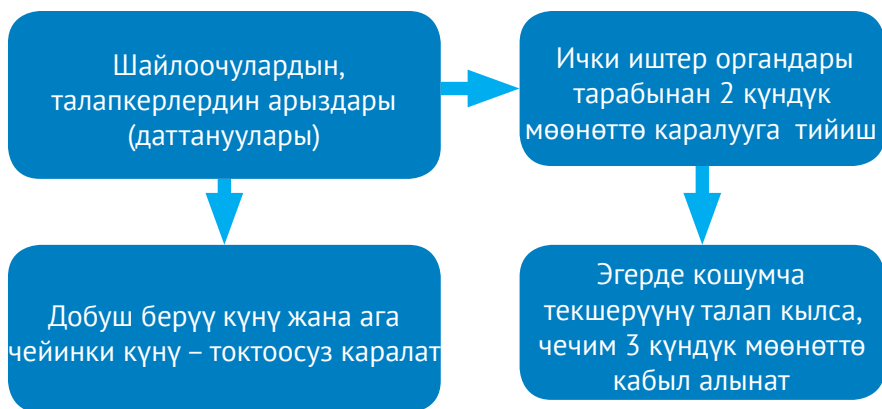 Шайлоочулардын,
талапкерлердин арыздары
(даттануулары)
Ички иштер органдары
тарабынан 2 күндүк
мөөнөттө каралууга тийиш
Добуш берүү күнү жана ага
чейинки күнү – токтоосуз каралат
Эгерде кошумча
текшерүүнү талап кылса,
чечим 3 күндүк мөөнөттө
кабыл алынат